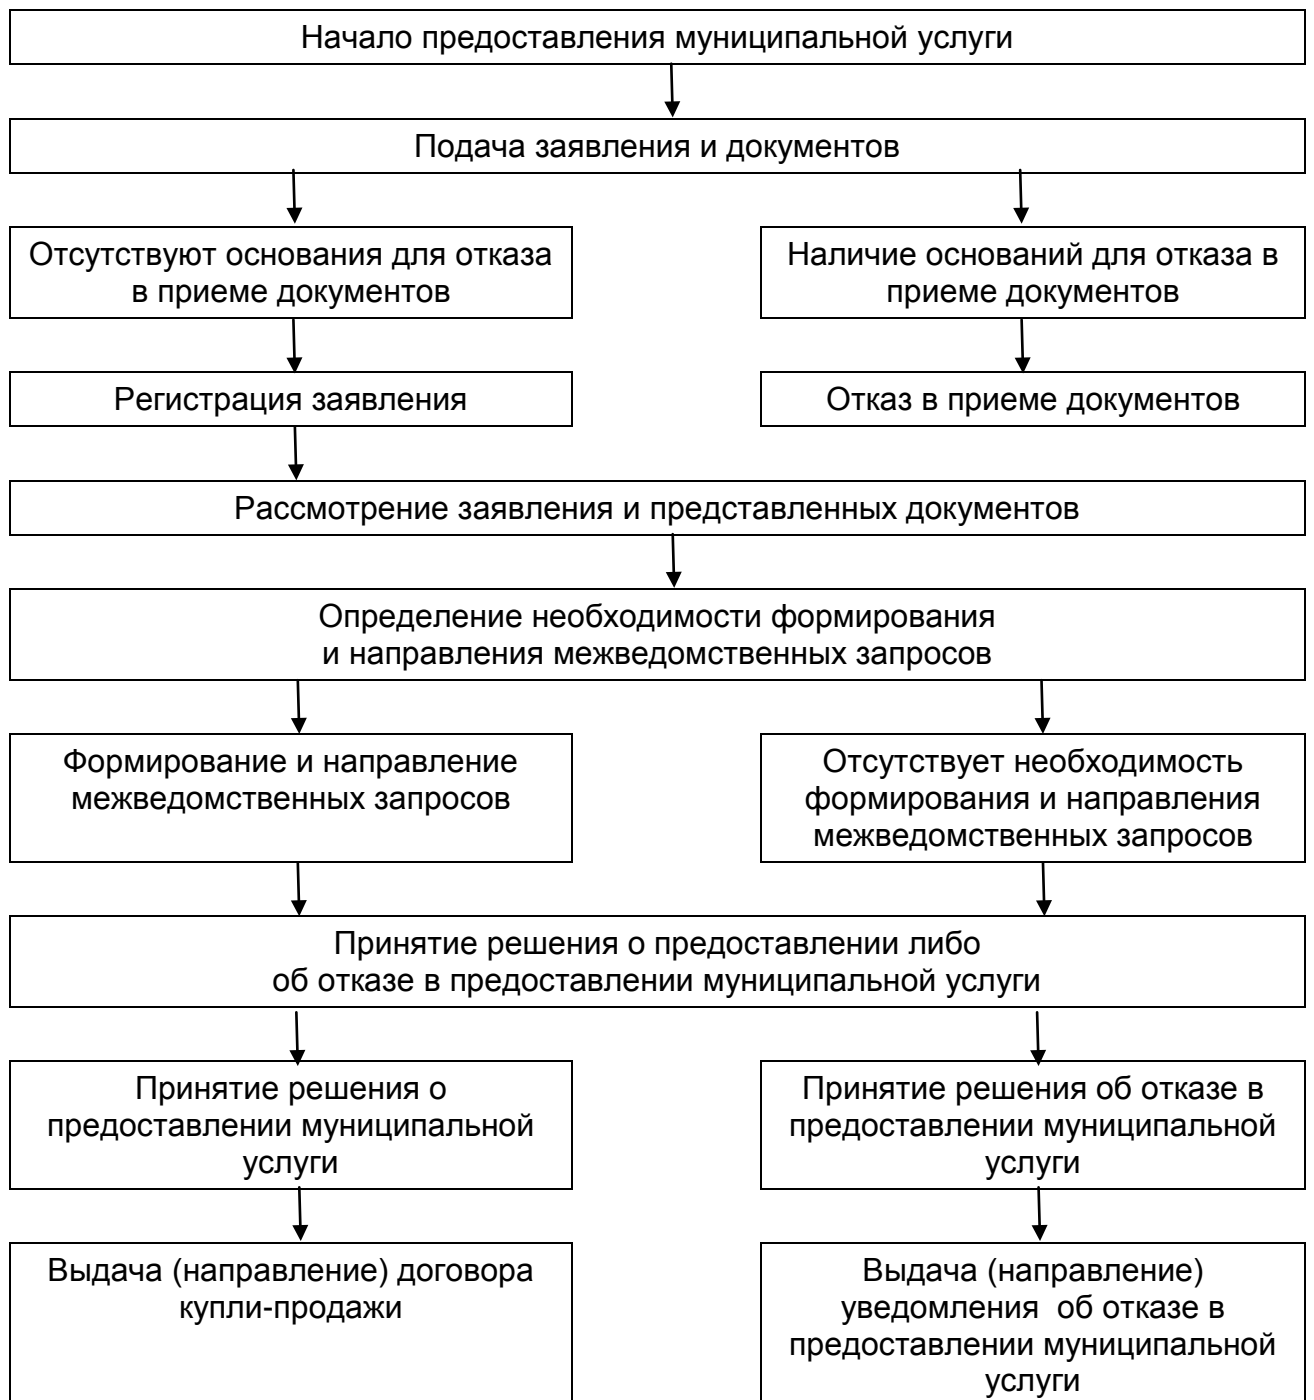 Начало предоставления муниципальной услуги
Подача заявления и документов
Отсутствуют основания для отказа
в приеме документов
Наличие оснований для отказа в
приеме документов
Регистрация заявления
Отказ в приеме документов
Рассмотрение заявления и представленных документов
Определение необходимости формирования
и направления межведомственных запросов
Формирование и направление
межведомственных запросов
Отсутствует необходимость
формирования и направления
межведомственных запросов
Принятие решения о предоставлении либо
об отказе в предоставлении муниципальной услуги
Принятие решения о
предоставлении муниципальной
услуги
Принятие решения об отказе в
предоставлении муниципальной
услуги
Выдача (направление) договора
купли-продажи
Выдача (направление)
уведомления  об отказе в
предоставлении муниципальной
услуги